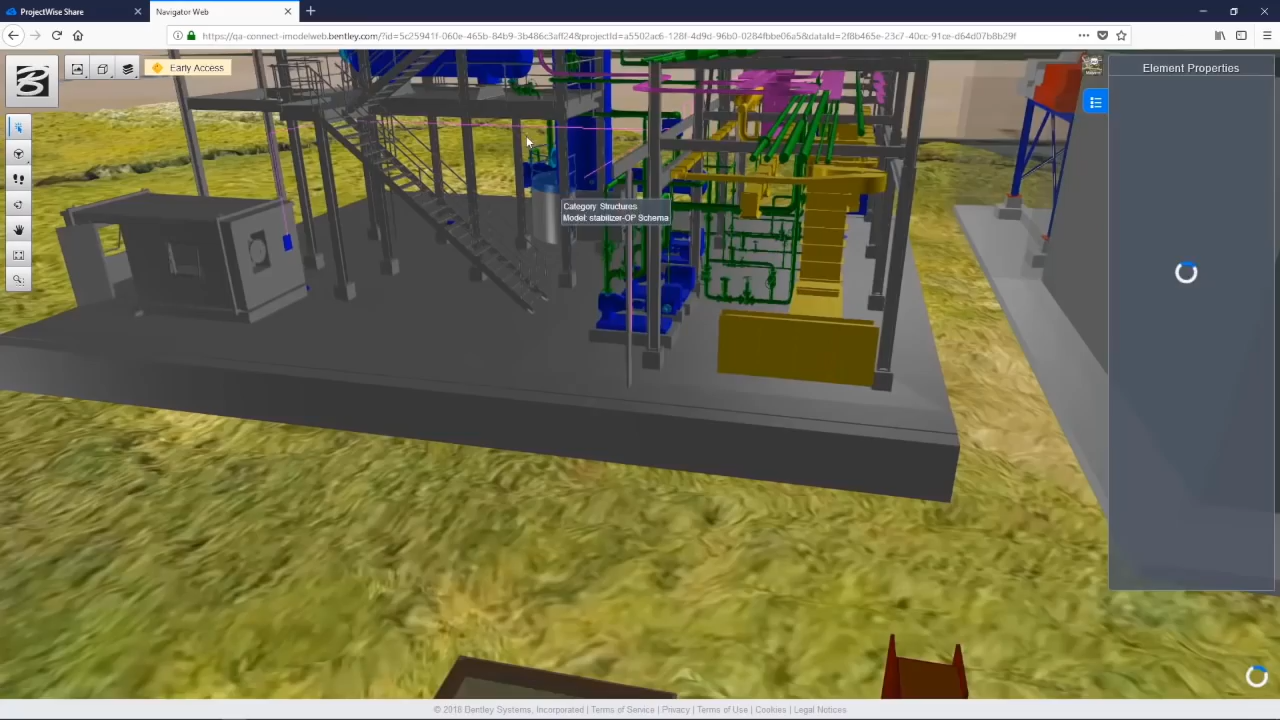 ProjectWise Share
Navigator Web
https://qa-connect-imodelweb.bentley.com/?id=5c25941f-060e-465b-84b9-3b486c3aff24&projectId=a5502ac6-128f-4d9d-96b0-0284fbbe06a5&dataId=2f8b465e-23c7-40cc-91ce-d64d07b8b29f
Early Access
Element Properties
Category: Structures
Model: stabilizer-OP Schema
© 2018 Bentley Systems, Incorporated | Terms of Service | Privacy | Terms of Use | Cookies | Legal Notices